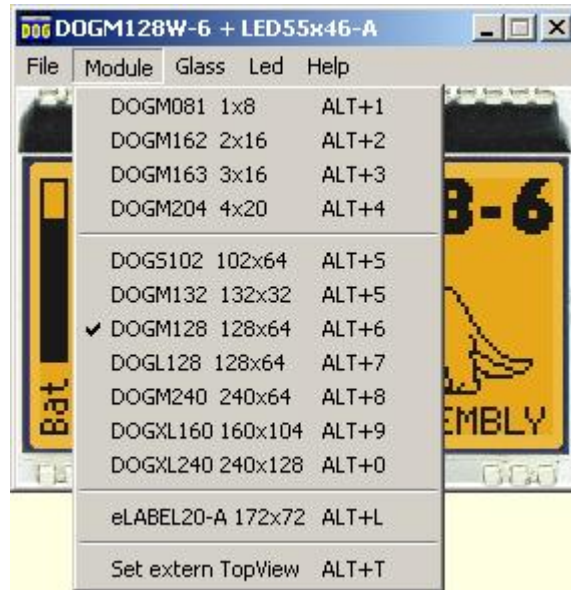 DOG DOGM128W-6 + LED55x46-A
File Module Glass Led Help
DOGM081 1x8 ALT+1
DOGM162 2x16 ALT+2
DOGM163 3x16 ALT+3
DOGM204 4x20 ALT+4
DOGS102 102x64 ALT+S
DOGM132 132x32 ALT+5
DOGM128 128x64 ALT+6
DOGL128 128x64 ALT+7
DOGM240 240x64 ALT+8
DOGXL160 160x104 ALT+9
DOGXL240 240x128 ALT+0
eLABEL20-A 172x72 ALT+L
Set extern TopView ALT+T
Bat
-6
EMBLY